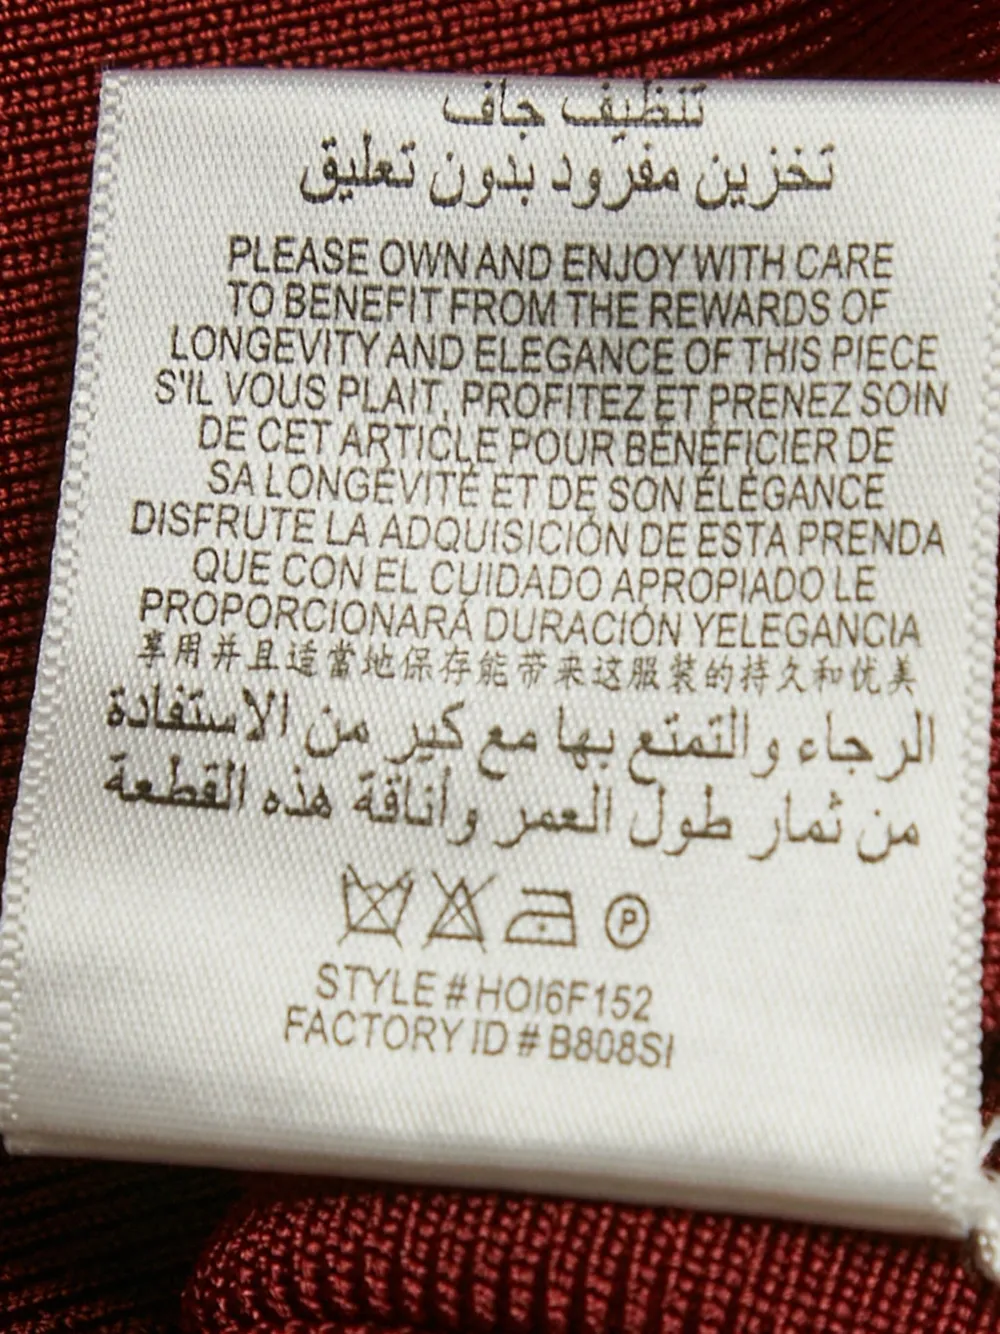 تنظيف جاف
تخزين مفرود بدون تعليق
PLEASE OWN AND ENJOY WITH CARE
TO BENEFIT FROM THE REWARDS OF
LONGEVITY AND ELEGANCE OF THIS PIECE
S'IL VOUS PLAIT, PROFITEZ ET PRENEZ SOIN
DE CET ARTICLE POUR BÉNÉFICIER DE
SA LONGÉVITÉ ET DE SON ÉLÉGANCE
DISFRUTE LA ADQUISICIÓN DE ESTA PRENDA
QUE CON EL CUIDADO APROPIADO LE
PROPORCIONARÁ DURACIÓN YELEGANCIA
享用并且适當地保存能带来这服装的持久和优美
الرجاء والتمتع بها مع كير من الاستفادة
من ثمار طول العمر وأناقة هذه القطعة
P
STYLE # HOI6F152
FACTORY ID # B808SI